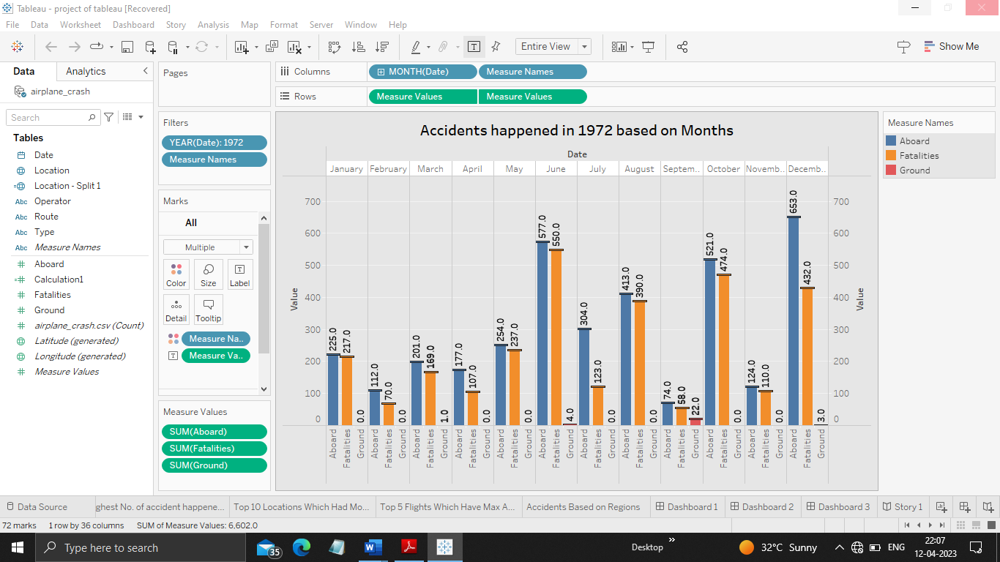 Tableau - project of tableau [Recovered]
File Data Worksheet Dashboard Story Analysis Map Format Server Window Help
Entire View
Show Me
Data Analytics
airplane_crash
Search
Tables
Date
Location
Location - Split 1
Abc Operator
Abc Route
Abc Type
Abc Measure Names
Aboard
Calculation1
Fatalities
Ground
airplane_crash.csv (Count)
Latitude (generated)
Longitude (generated)
Measure Values
Pages
Filters
YEAR(Date): 1972
Measure Names
Marks
All
Multiple
Color Size Label
Detail Tooltip
Measure Na..
Measure Va..
Measure Values
SUM(Aboard)
SUM(Fatalities)
SUM(Ground)
Columns MONTH(Date) Measure Names
Rows Measure Values Measure Values
Accidents happened in 1972 based on Months
Date
January February March April May June July August Septem.. October Novemb.. Decemb..
700
600
500
400
300
200
100
0
Value
225.0 217.0 0.0
112.0 70.0 0.0
201.0 169.0 1.0
177.0 107.0 0.0
254.0 237.0 0.0
577.0 550.0 4.0
304.0 123.0 0.0
413.0 390.0 0.0
74.0 58.0 22.0
521.0 474.0 0.0
124.0 110.0 0.0
653.0 432.0 3.0
700
600
500
400
300
200
100
0
Value
Aboard Fatalities Ground Aboard Fatalities Ground Aboard Fatalities Ground Aboard Fatalities Ground Aboard Fatalities Ground Aboard Fatalities Ground Aboard Fatalities Ground Aboard Fatalities Ground Aboard Fatalities Ground Aboard Fatalities Ground Aboard Fatalities Ground Aboard Fatalities Ground
Measure Names
Aboard
Fatalities
Ground
Data Source ghest No. of accident happene... Top 10 Locations Which Had Mo... Top 5 Flights Which Have Max A... Accidents Based on Regions Dashboard 1 Dashboard 2 Dashboard 3 Story 1
72 marks 1 row by 36 columns SUM of Measure Values: 6,602.0
Type here to search
35
Desktop
32°C Sunny
ENG
22:07
12-04-2023